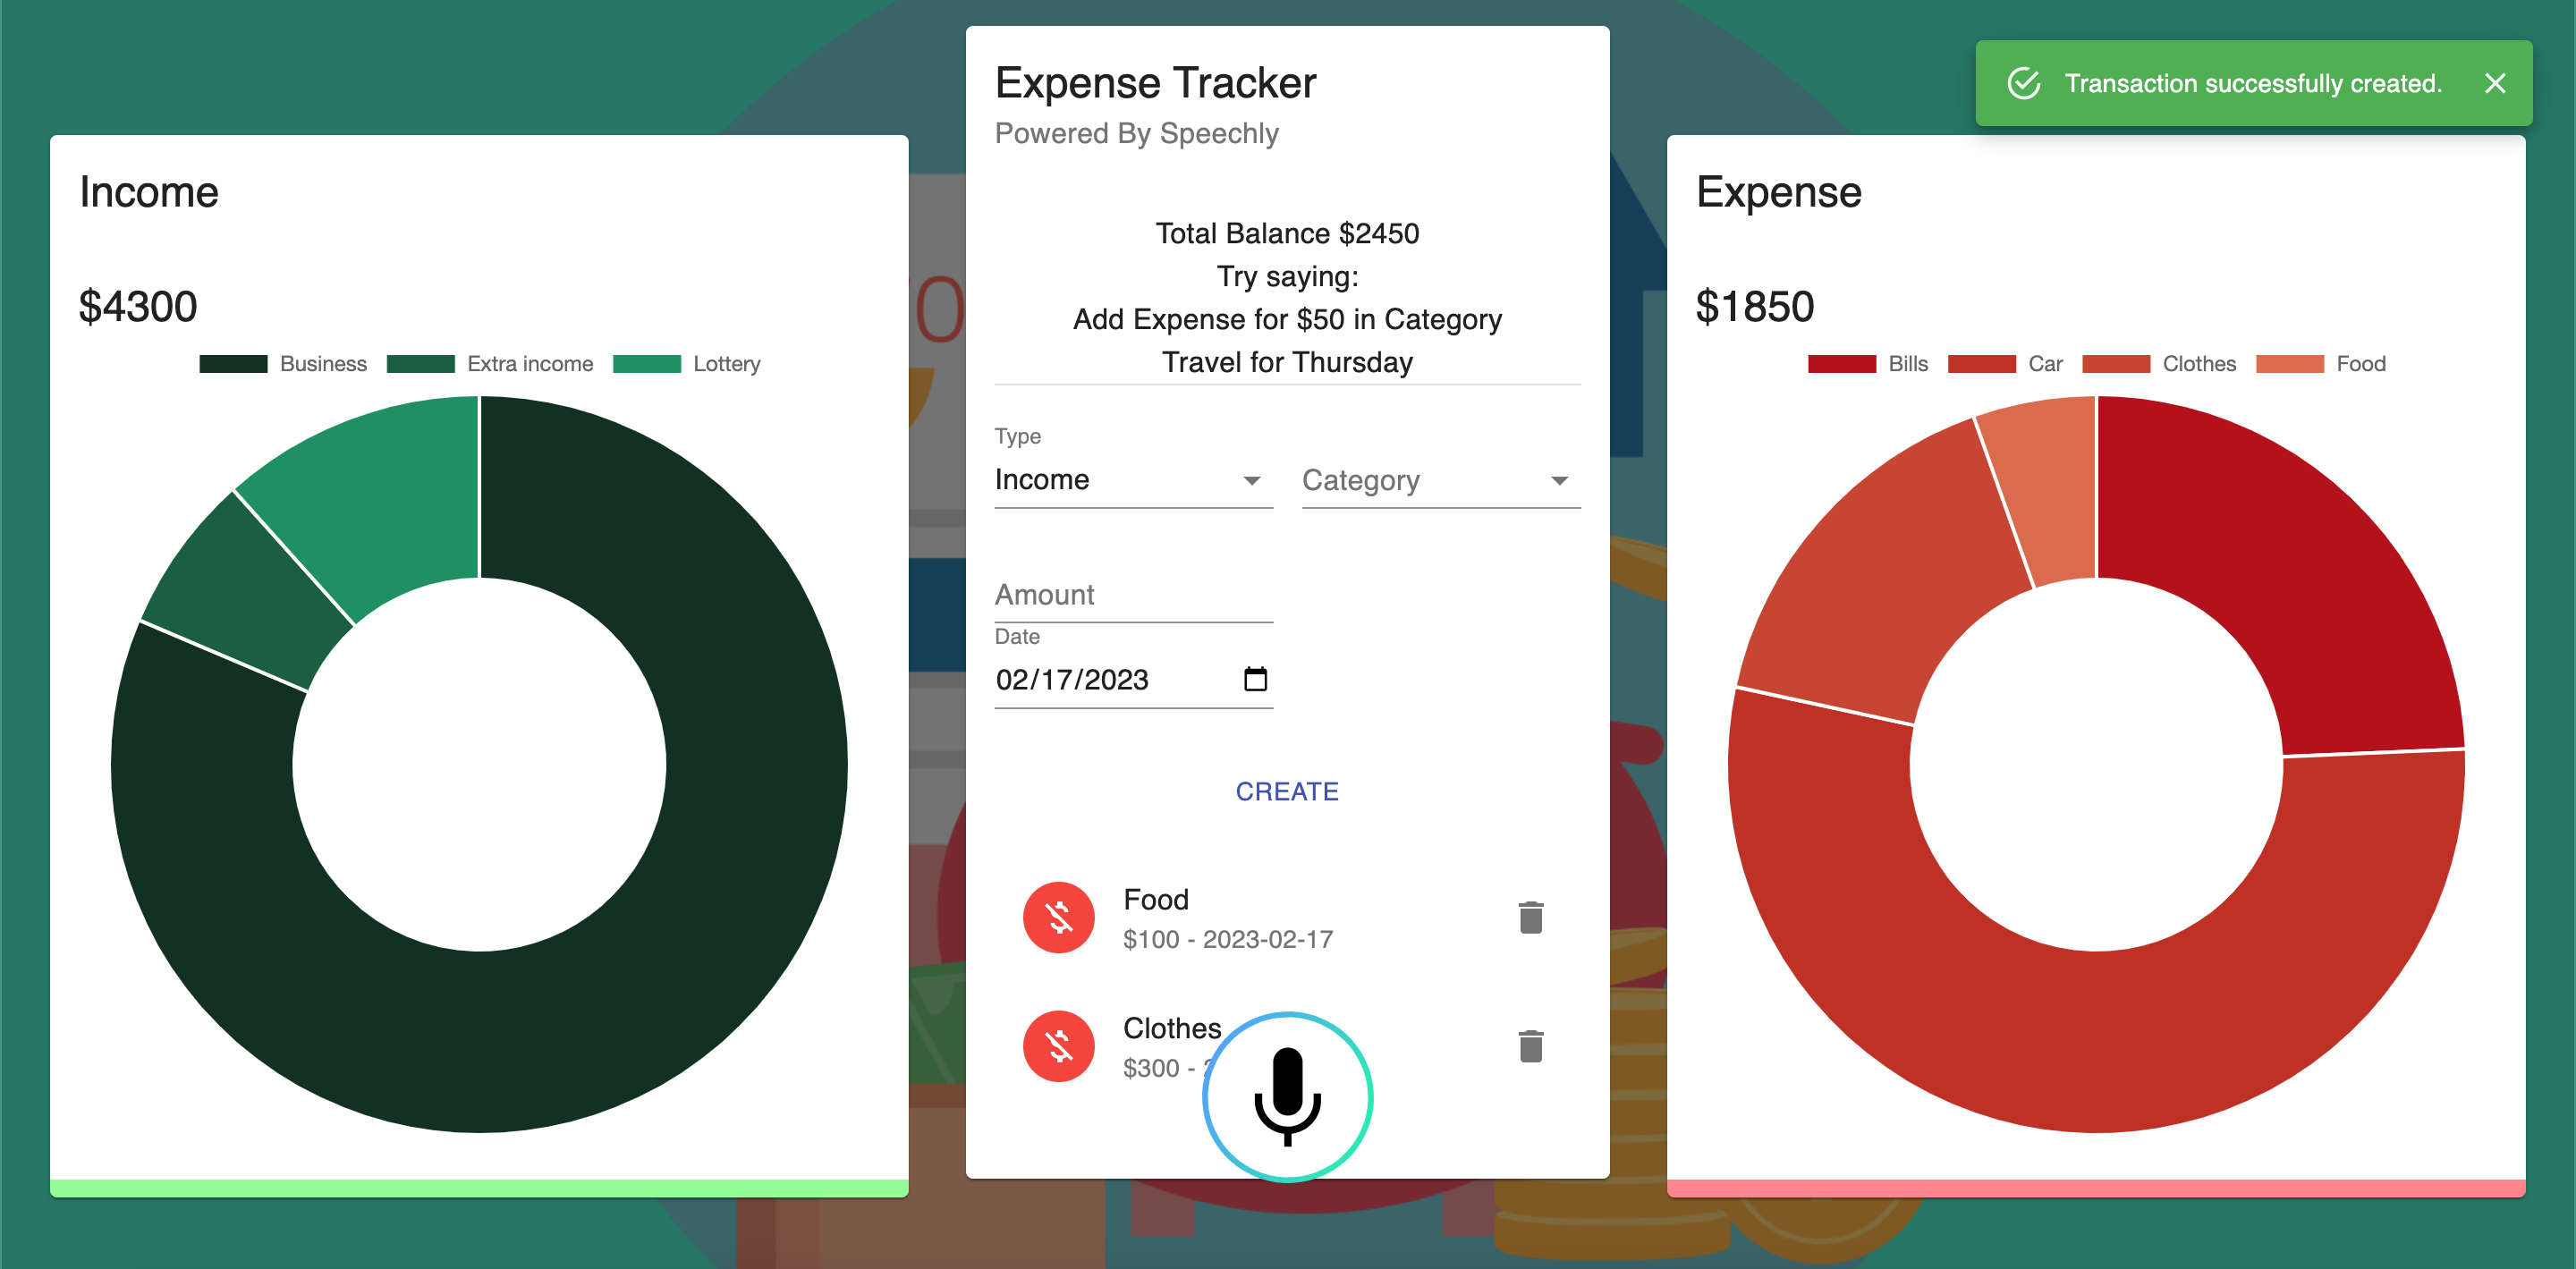 Transaction successfully created.
Income
$4300
Business
Extra income
Lottery
Expense Tracker
Powered By Speechly
Total Balance $2450
Try saying:
Add Expense for $50 in Category
Travel for Thursday
Type
Income
Category
Amount
Date
02/17/2023
CREATE
Food
$100 - 2023-02-17
Clothes
$300 -
Expense
$1850
Bills
Car
Clothes
Food